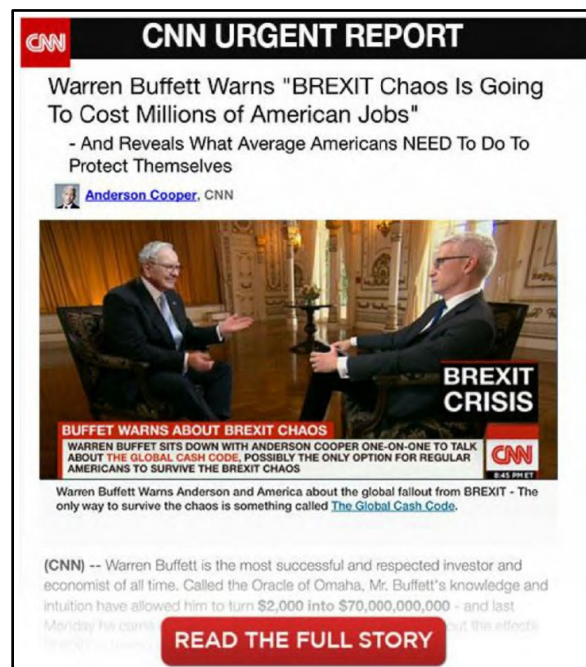 CNN
CNN URGENT REPORT
Warren Buffett Warns "BREXIT Chaos Is Going
To Cost Millions of American Jobs"
- And Reveals What Average Americans NEED To Do To
Protect Themselves
Anderson Cooper, CNN
BREXIT
CRISIS
BUFFET WARNS ABOUT BREXIT CHAOS
WARREN BUFFET SITS DOWN WITH ANDERSON COOPER ONE-ON-ONE TO TALK
ABOUT THE GLOBAL CASH CODE, POSSIBLY THE ONLY OPTION FOR REGULAR
AMERICANS TO SURVIVE THE BREXIT CHAOS
CNN
8:45 PM ET
Warren Buffett Warns Anderson and America about the global fallout from BREXIT - The
only way to survive the chaos is something called The Global Cash Code.
(CNN) -- Warren Buffett is the most successful and respected investor and
economist of all time. Called the Oracle of Omaha, Mr. Buffett's knowledge and
intuition have allowed him to turn $2,000 into $70,000,000,000 - and last
Monday he came out the effects
READ THE FULL STORY